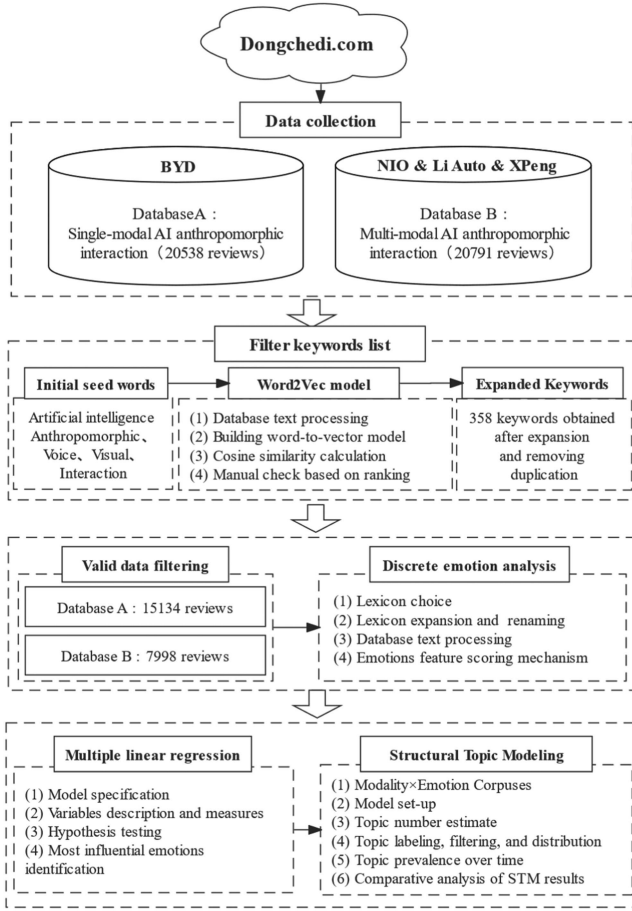 Dongchedi.com
Data collection
BYD
DatabaseA：
Single-modal AI anthropomorphic
interaction（20538 reviews）
NIO & Li Auto & XPeng
Database B：
Multi-modal AI anthropomorphic
interaction（20791 reviews）
Filter keywords list
Initial seed words
Artificial intelligence
Anthropomorphic、
Voice、Visual、
Interaction
Word2Vec model
(1) Database text processing
(2) Building word-to-vector model
(3) Cosine similarity calculation
(4) Manual check based on ranking
Expanded Keywords
358 keywords obtained
after expansion
and removing
duplication
Valid data filtering
Database A：15134 reviews
Database B：7998 reviews
Discrete emotion analysis
(1) Lexicon choice
(2) Lexicon expansion and renaming
(3) Database text processing
(4) Emotions feature scoring mechanism
Multiple linear regression
(1) Model specification
(2) Variables description and measures
(3) Hypothesis testing
(4) Most influential emotions
identification
Structural Topic Modeling
(1) Modality×Emotion Corpuses
(2) Model set-up
(3) Topic number estimate
(4) Topic labeling, filtering, and distribution
(5) Topic prevalence over time
(6) Comparative analysis of STM results